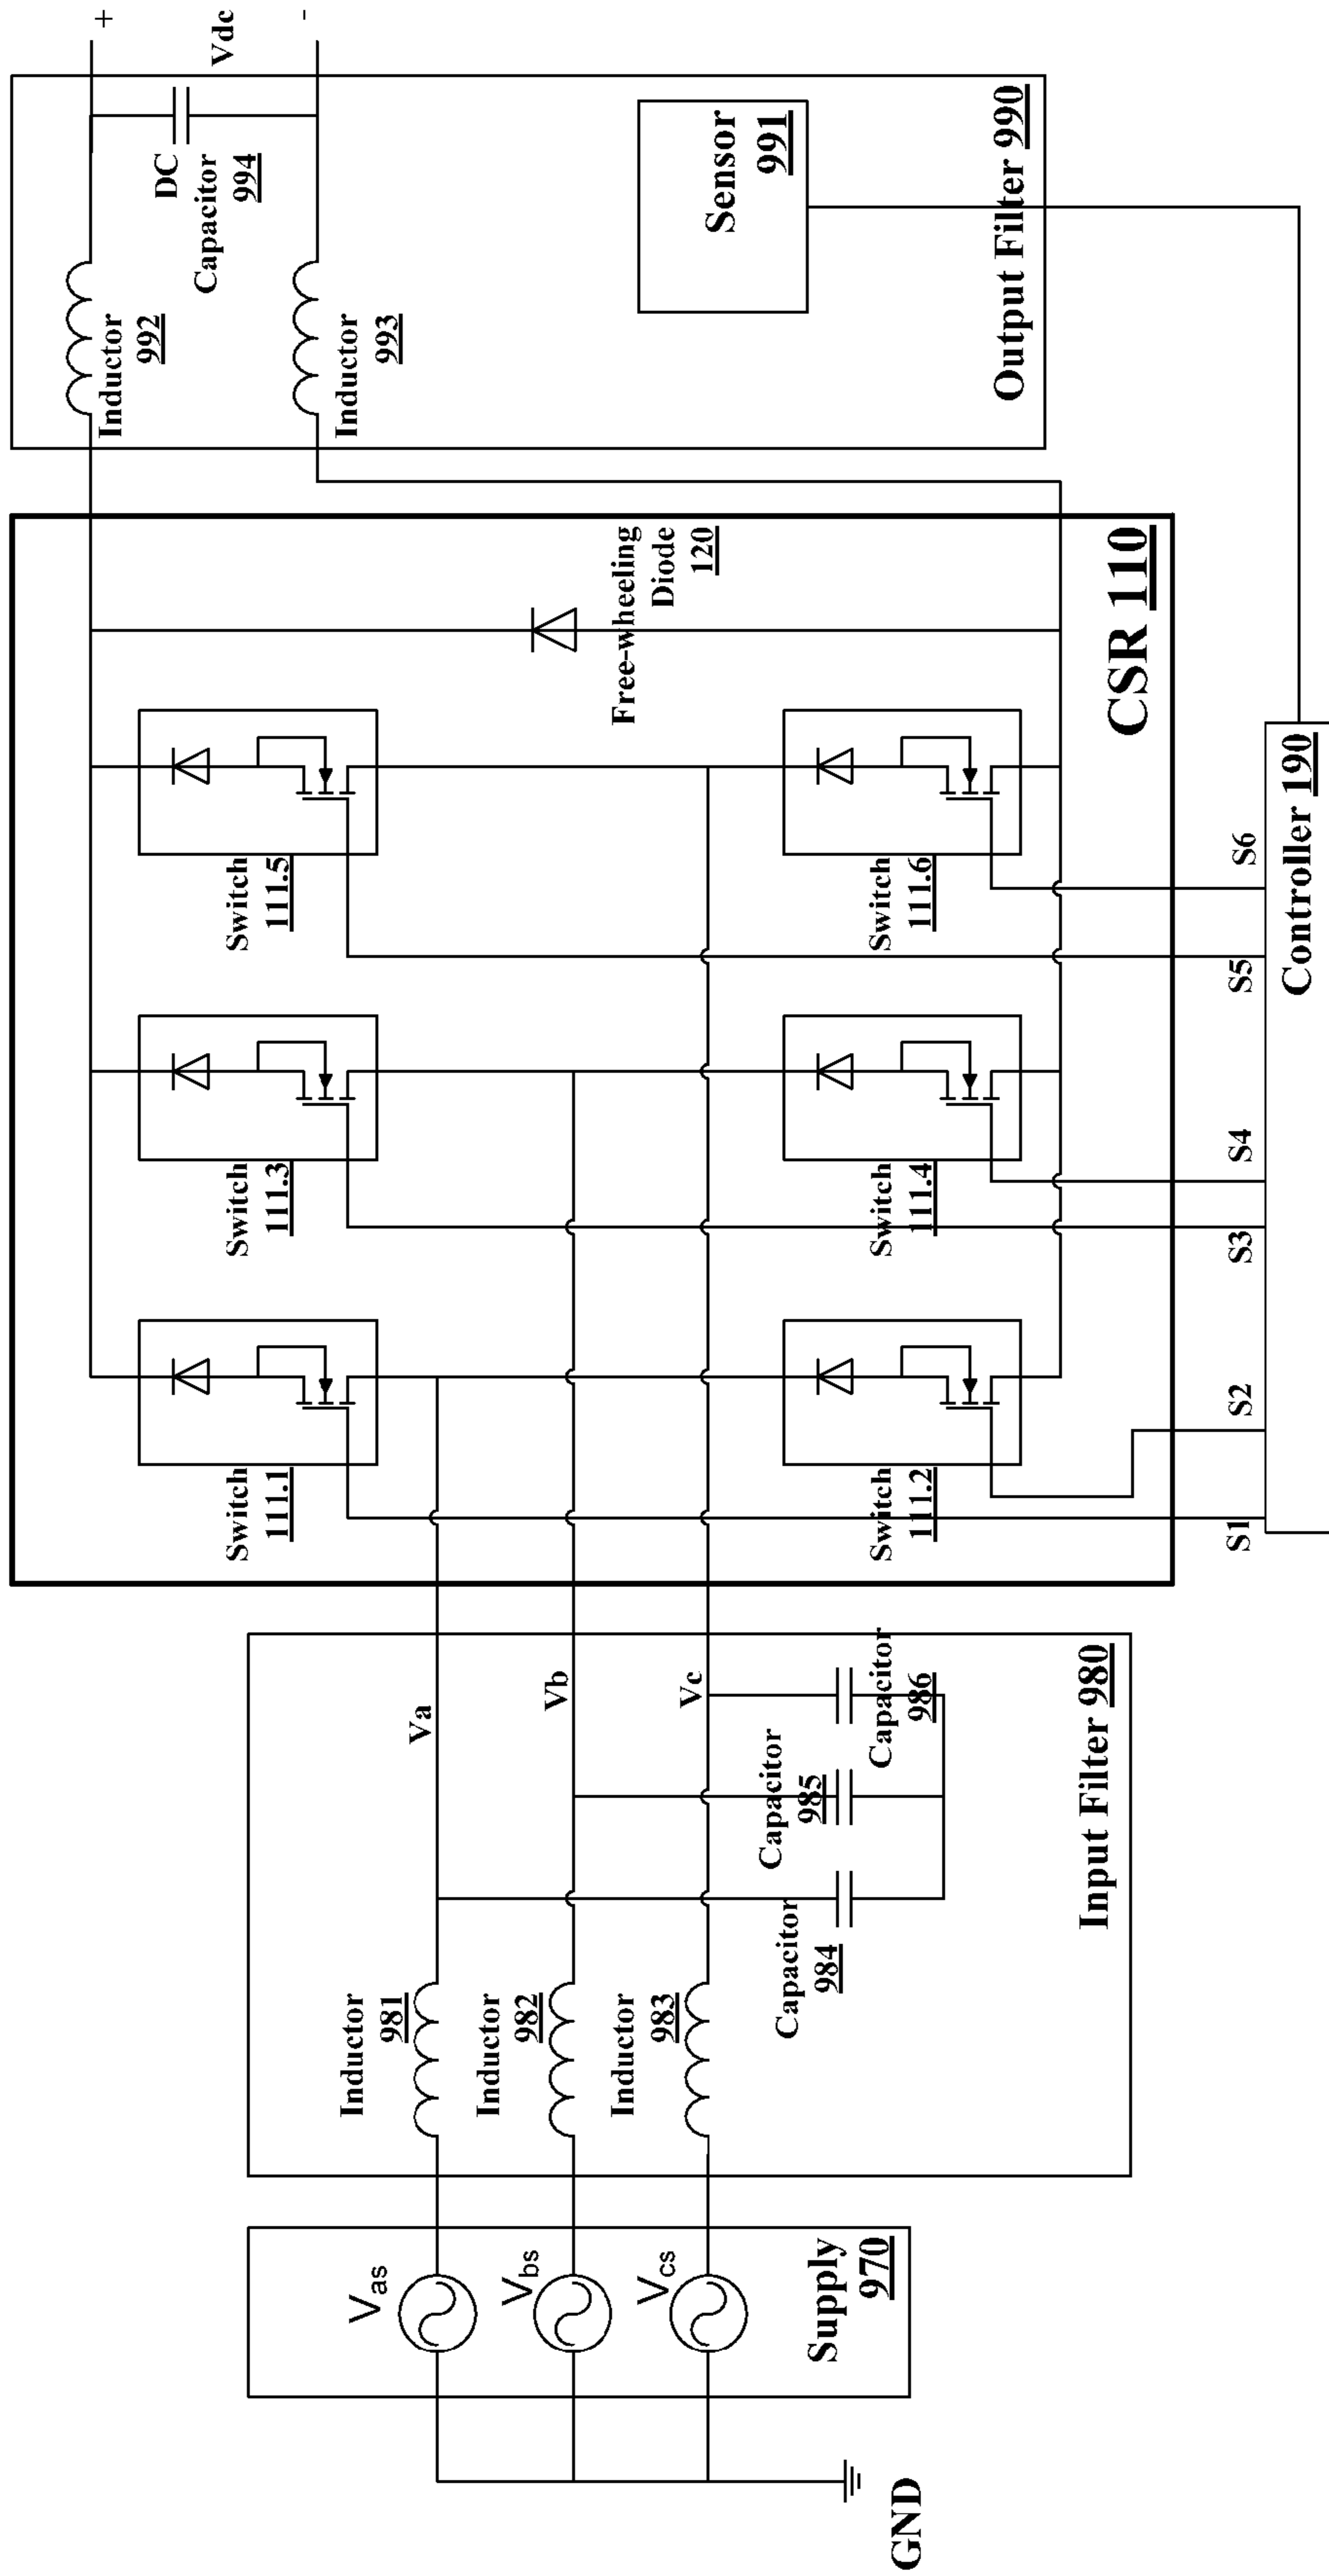 V as
V bs
V cs
Supply
970
GND
Inductor
981
Inductor
982
Inductor
983
Va
Vb
Vc
Capacitor
984
Capacitor
985
Capacitor
986
Input Filter 980
Switch
111.1
Switch
111.3
Switch
111.5
Switch
111.2
Switch
111.4
Switch
111.6
Free-wheeling
Diode
120
CSR 110
S1
S2
S3
S4
S5
S6
Controller 190
Inductor
992
Inductor
993
DC
Capacitor
994
+
Vdc
-
Sensor
991
Output Filter 990